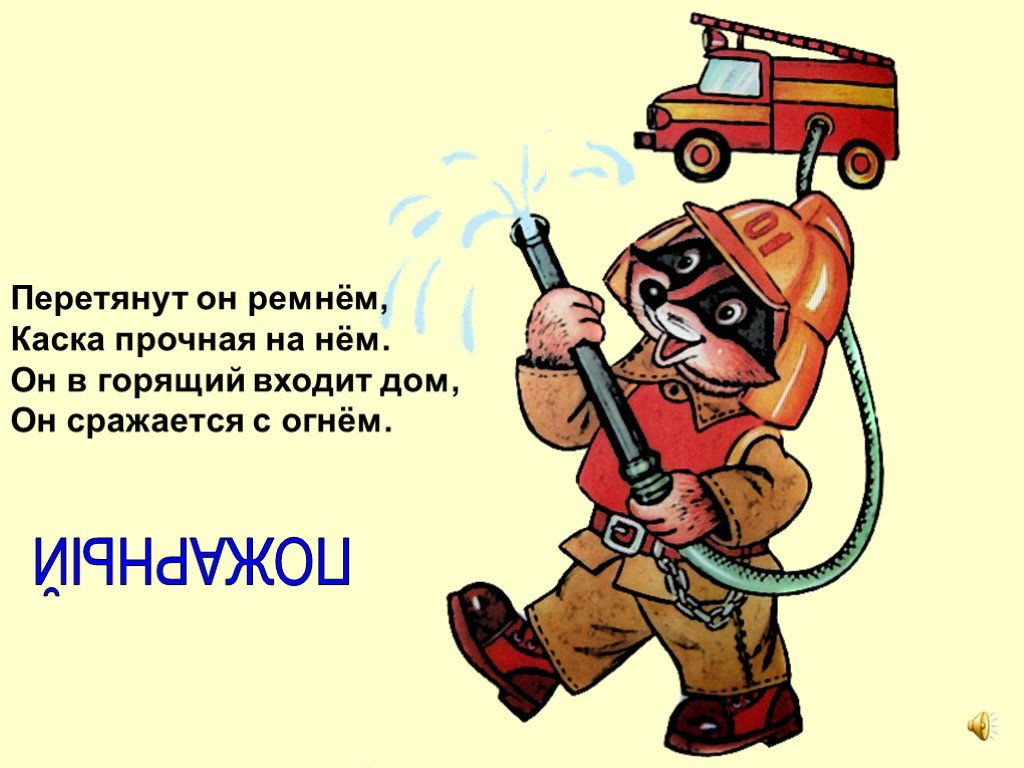 Перетянут он ремнём,
Каска прочная на нём.
Он в горящий входит дом,
Он сражается с огнём.
ПОЖАРНЫЙ
01